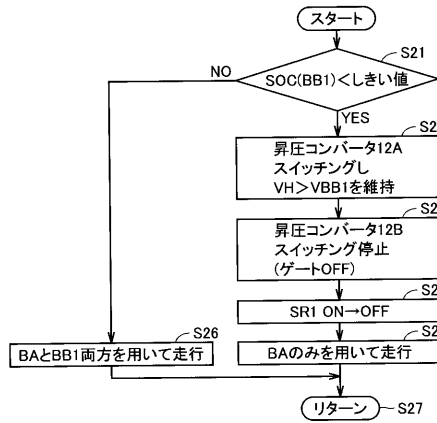 スタート
S21
SOC(BB1)<しきい値
NO
YES
昇圧コンバータ12A
スイッチングし
VH>VBB1を維持
昇圧コンバータ12B
スイッチング停止
(ゲートOFF)
SR1 ON→OFF
S26
BAとBB1両方を用いて走行
BAのみを用いて走行
リターン
S27